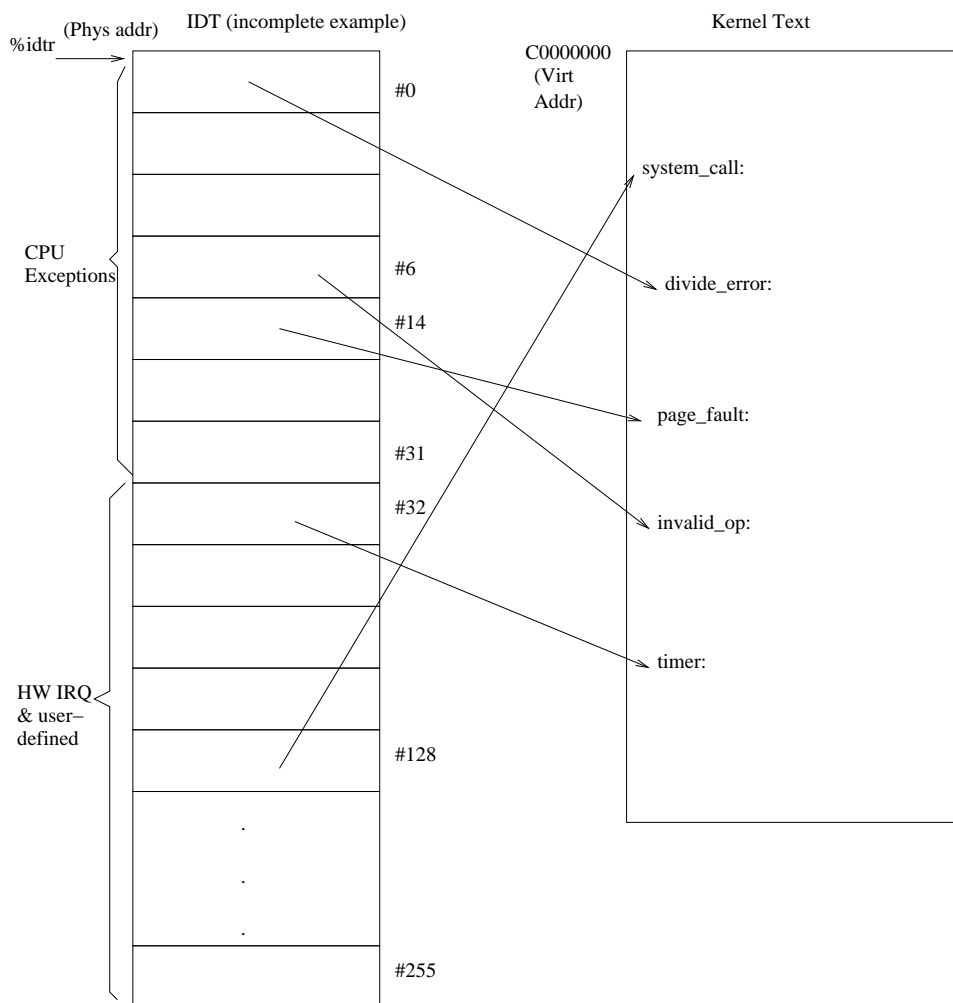 IDT (incomplete example)
Kernel Text
(Phys addr)
%idtr
C0000000
(Virt
Addr)
#0
system_call:
CPU
Exceptions
#6
divide_error:
#14
page_fault:
#31
#32
invalid_op:
timer:
HW IRQ
& user–
defined
#128
.
.
.
#255